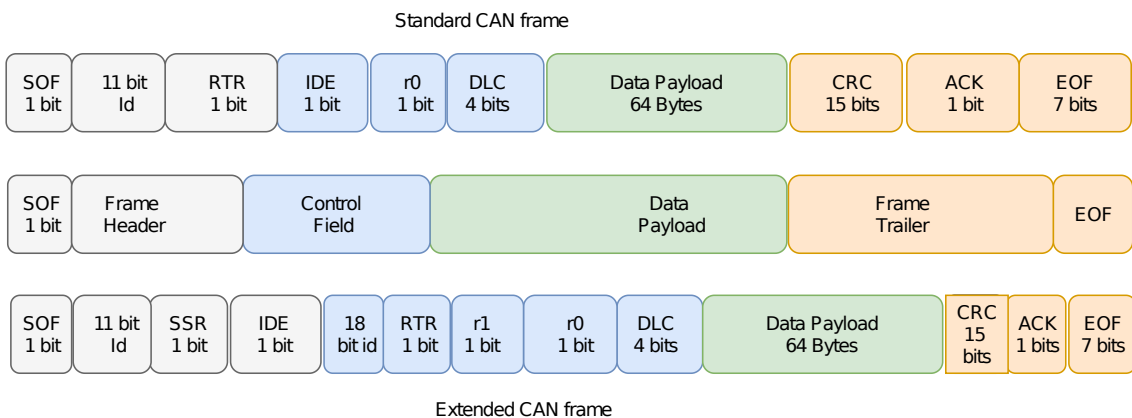 Standard CAN frame
SOF
1 bit
11 bit
Id
RTR
1 bit
IDE
1 bit
r0
1 bit
DLC
4 bits
Data Payload
64 Bytes
CRC
15 bits
ACK
1 bit
EOF
7 bits
SOF
1 bit
Frame
Header
Control
Field
Data
Payload
Frame
Trailer
EOF
SOF
1 bit
11 bit
Id
SSR
1 bit
IDE
1 bit
18
bit id
RTR
1 bit
r1
1 bit
r0
1 bit
DLC
4 bits
Data Payload
64 Bytes
CRC
15
bits
ACK
1 bits
EOF
7 bits
Extended CAN frame